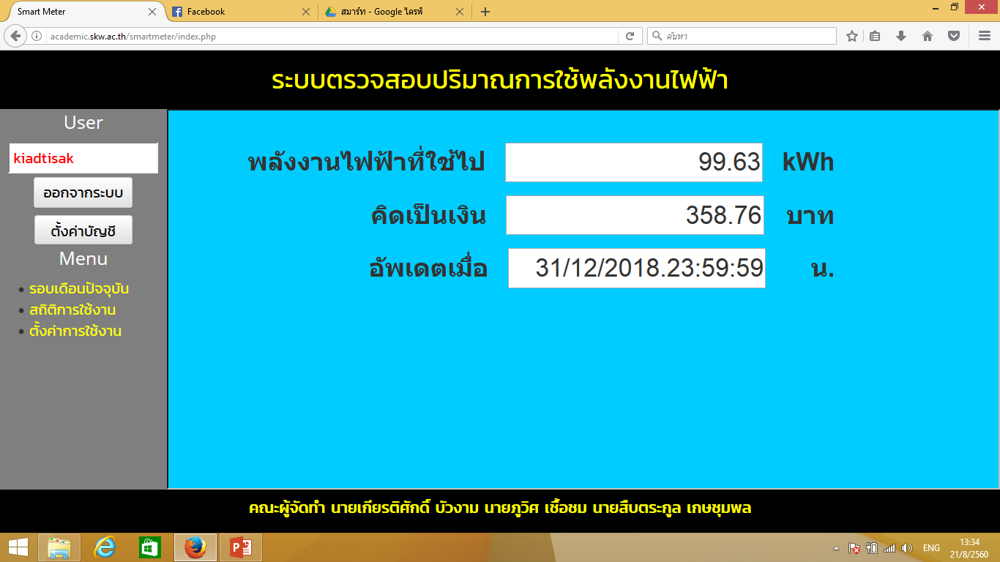 Smart Meter
Facebook
สมาร์ท - Google ไดรฟ์
academic.skw.ac.th/smartmeter/index.php
ค้นหา
ระบบตรวจสอบปริมาณการใช้พลังงานไฟฟ้า
User
kiadtisak
ออกจากระบบ
ตั้งค่าบัญชี
Menu
รอบเดือนปัจจุบัน
สถิติการใช้งาน
ตั้งค่าการใช้งาน
พลังงานไฟฟ้าที่ใช้ไป 99.63 kWh
คิดเป็นเงิน 358.76 บาท
อัพเดตเมื่อ 31/12/2018.23:59:59 น.
คณะผู้จัดทำ นายเกียรติศักดิ์ บัวงาม นายภูวิศ เชื้อชม นายสืบตระกูล เกษชุมพล
ENG
13:34
21/8/2560